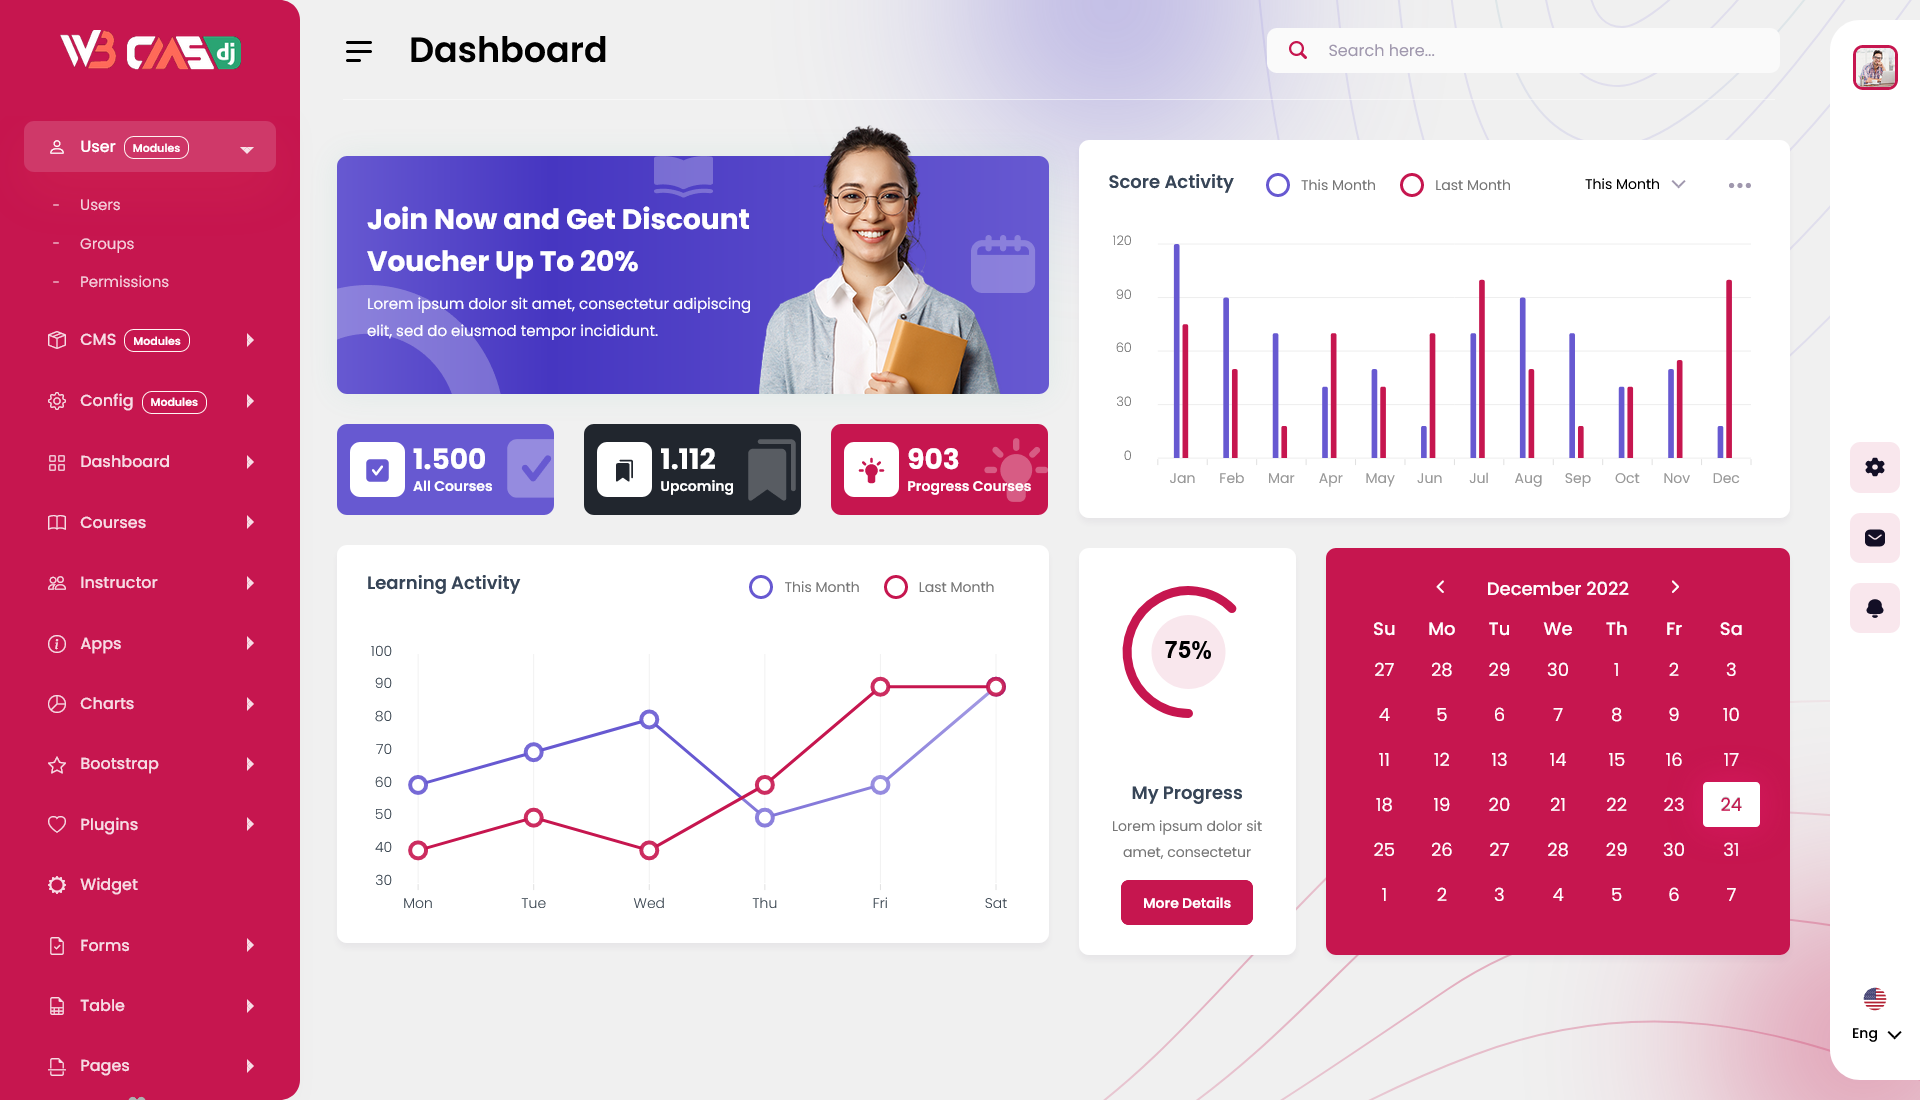 W3 CMS dj
User Modules
- Users
- Groups
- Permissions
CMS Modules
Config Modules
Dashboard
Courses
Instructor
Apps
Charts
Bootstrap
Plugins
Widget
Forms
Table
Pages
Dashboard
Search here...
Join Now and Get Discount
Voucher Up To 20%
Lorem ipsum dolor sit amet, consectetur adipiscing
elit, sed do eiusmod tempor incididunt.
1.500
All Courses
1.112
Upcoming
903
Progress Courses
Score Activity
This Month
Last Month
This Month
120
90
60
30
0
Jan Feb Mar Apr May Jun Jul Aug Sep Oct Nov Dec
Learning Activity
This Month
Last Month
100
90
80
70
60
50
40
30
Mon Tue Wed Thu Fri Sat
75%
My Progress
Lorem ipsum dolor sit
amet, consectetur
More Details
December 2022
Su Mo Tu We Th Fr Sa
27 28 29 30 1 2 3
4 5 6 7 8 9 10
11 12 13 14 15 16 17
18 19 20 21 22 23 24
25 26 27 28 29 30 31
1 2 3 4 5 6 7
Eng